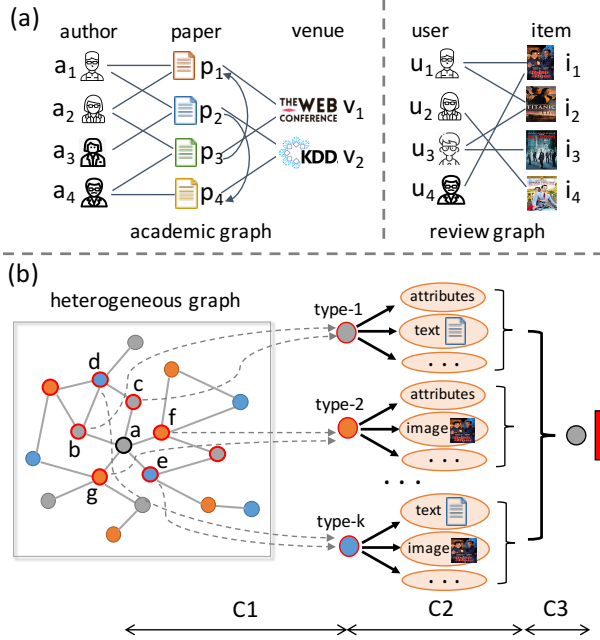 (a)
author paper venue
a1 p1
a2 p2 THE WEB CONFERENCE V1
a3 p3 KDD V2
a4 p4
academic graph
user item
u1 i1
u2 TITANIC i2
u3 i3
u4 i4
review graph
(b)
heterogeneous graph
type-1
attributes
text
. . .
type-2
attributes
image
. . .
. . .
type-k
text
image
. . .
d
c
a
f
b
e
g
C1 C2 C3